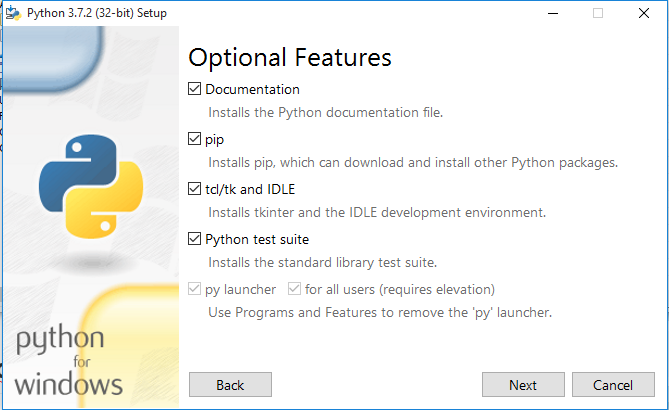 Python 3.7.2 (32-bit) Setup
Optional Features
Documentation
Installs the Python documentation file.
pip
Installs pip, which can download and install other Python packages.
tcl/tk and IDLE
Installs tkinter and the IDLE development environment.
Python test suite
Installs the standard library test suite.
py launcher for all users (requires elevation)
Use Programs and Features to remove the 'py' launcher.
python
for
windows
Back Next Cancel